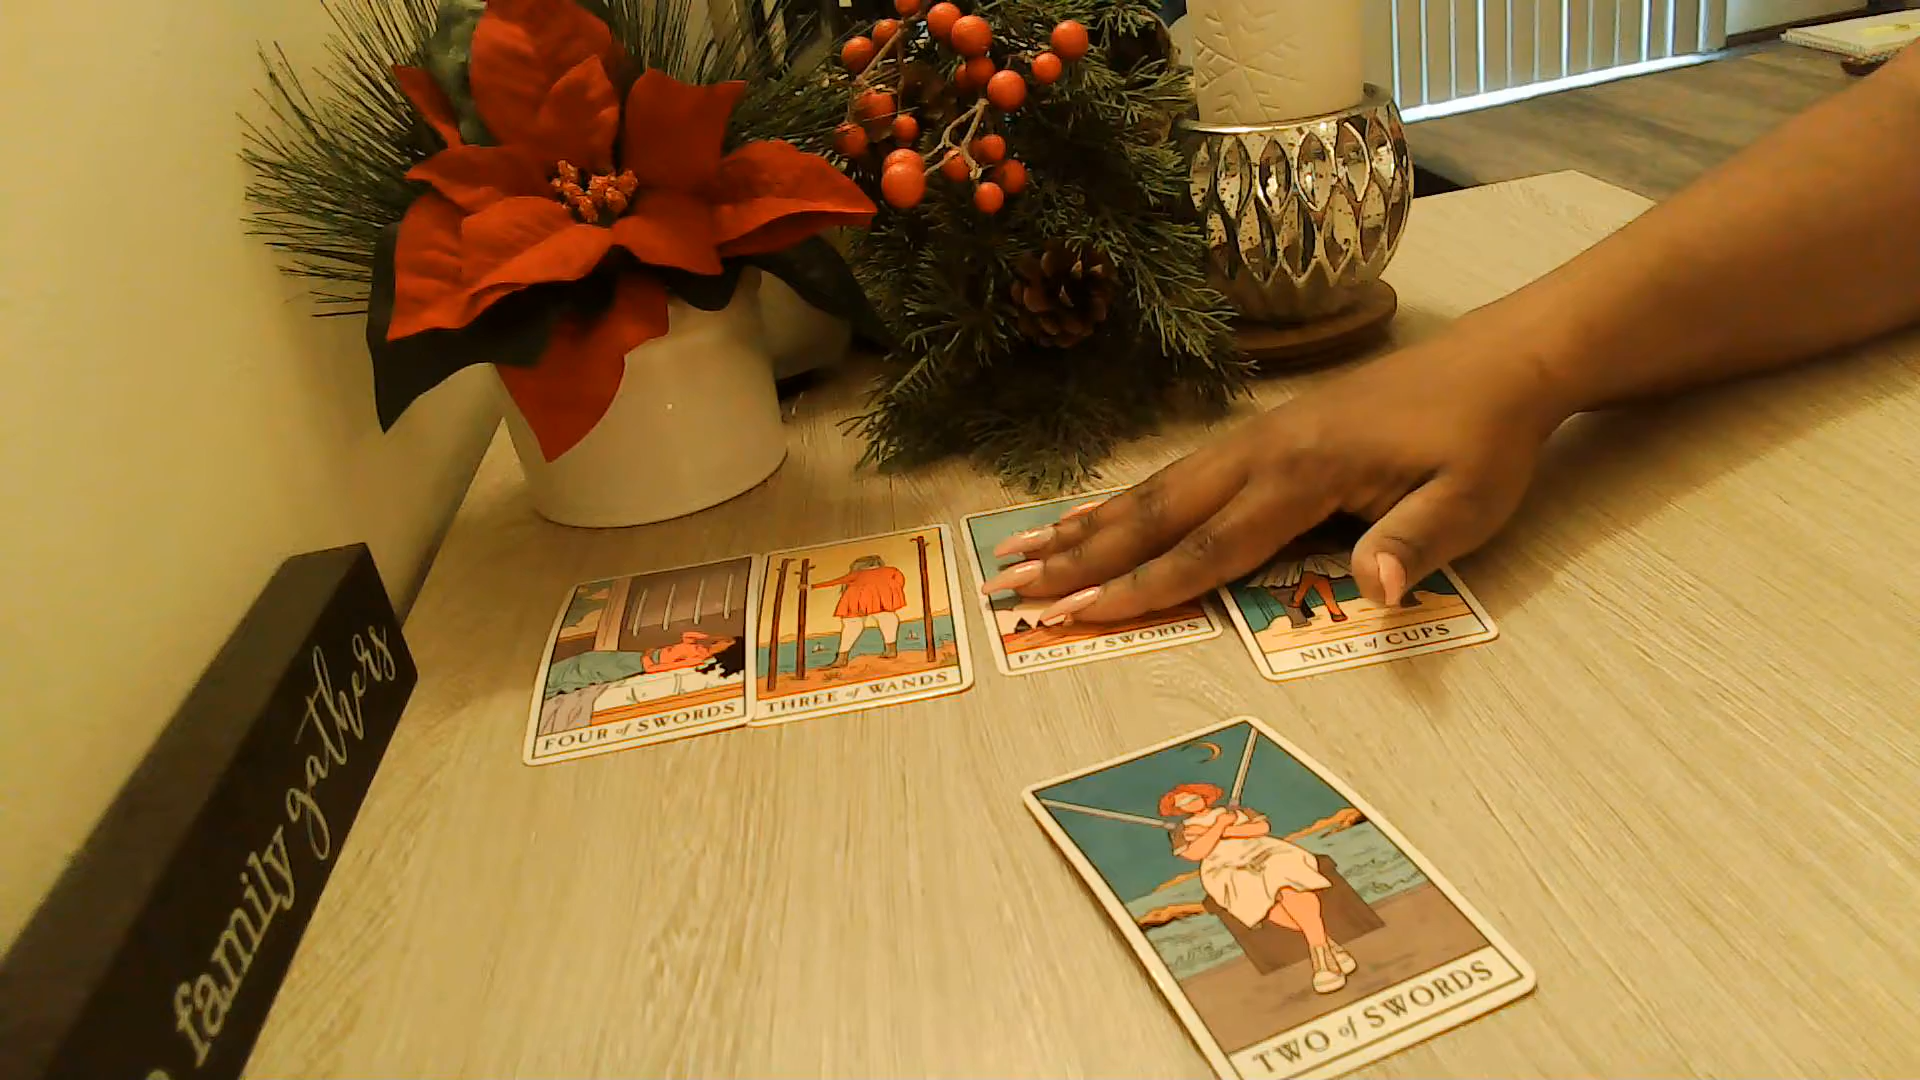 family gathers
FOUR of SWORDS
THREE of WANDS
PAGE of SWORDS
NINE of CUPS
TWO of SWORDS